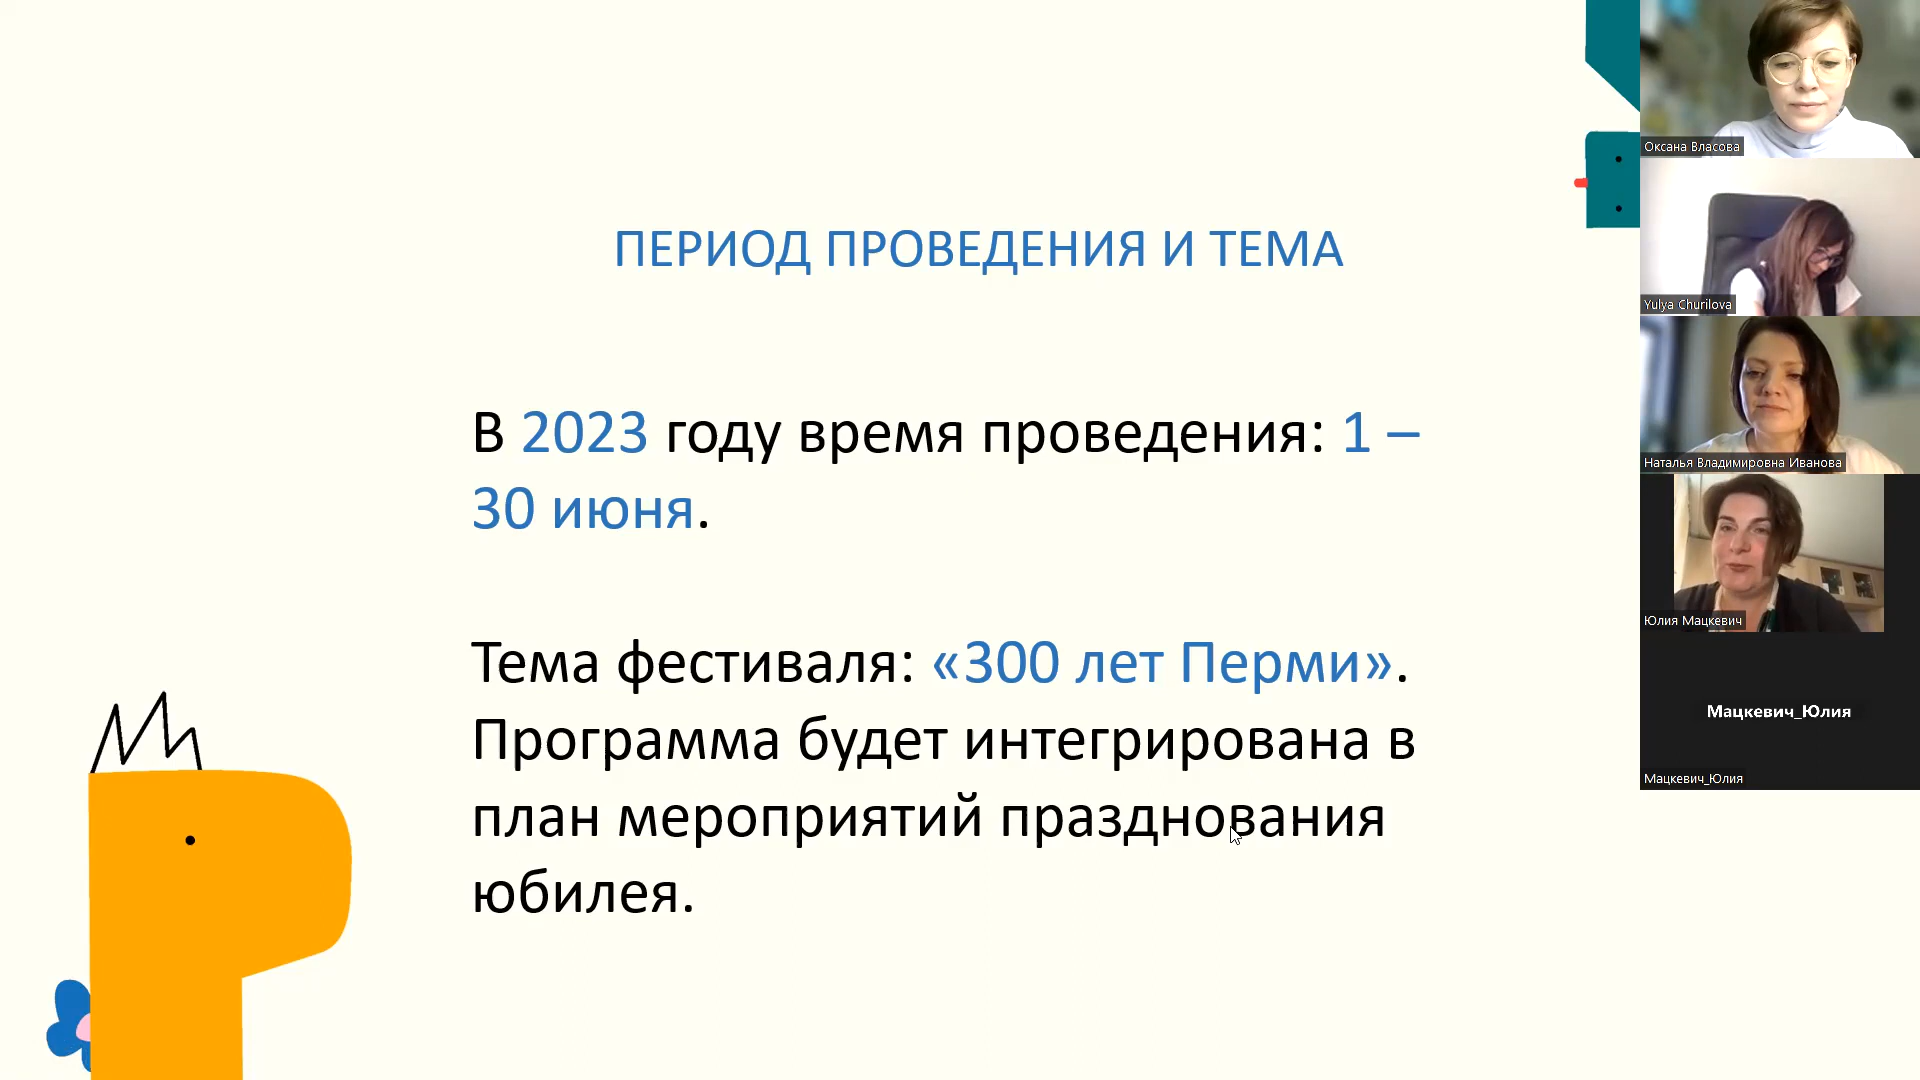 ПЕРИОД ПРОВЕДЕНИЯ И ТЕМА
В 2023 году время проведения: 1 –
30 июня.
Тема фестиваля: «300 лет Перми».
Программа будет интегрирована в
план мероприятий празднования
юбилея.
Оксана Власова
Yulya Churilova
Наталья Владимировна Иванова
Юлия Мацкевич
Мацкевич_Юлия
Мацкевич_Юлия